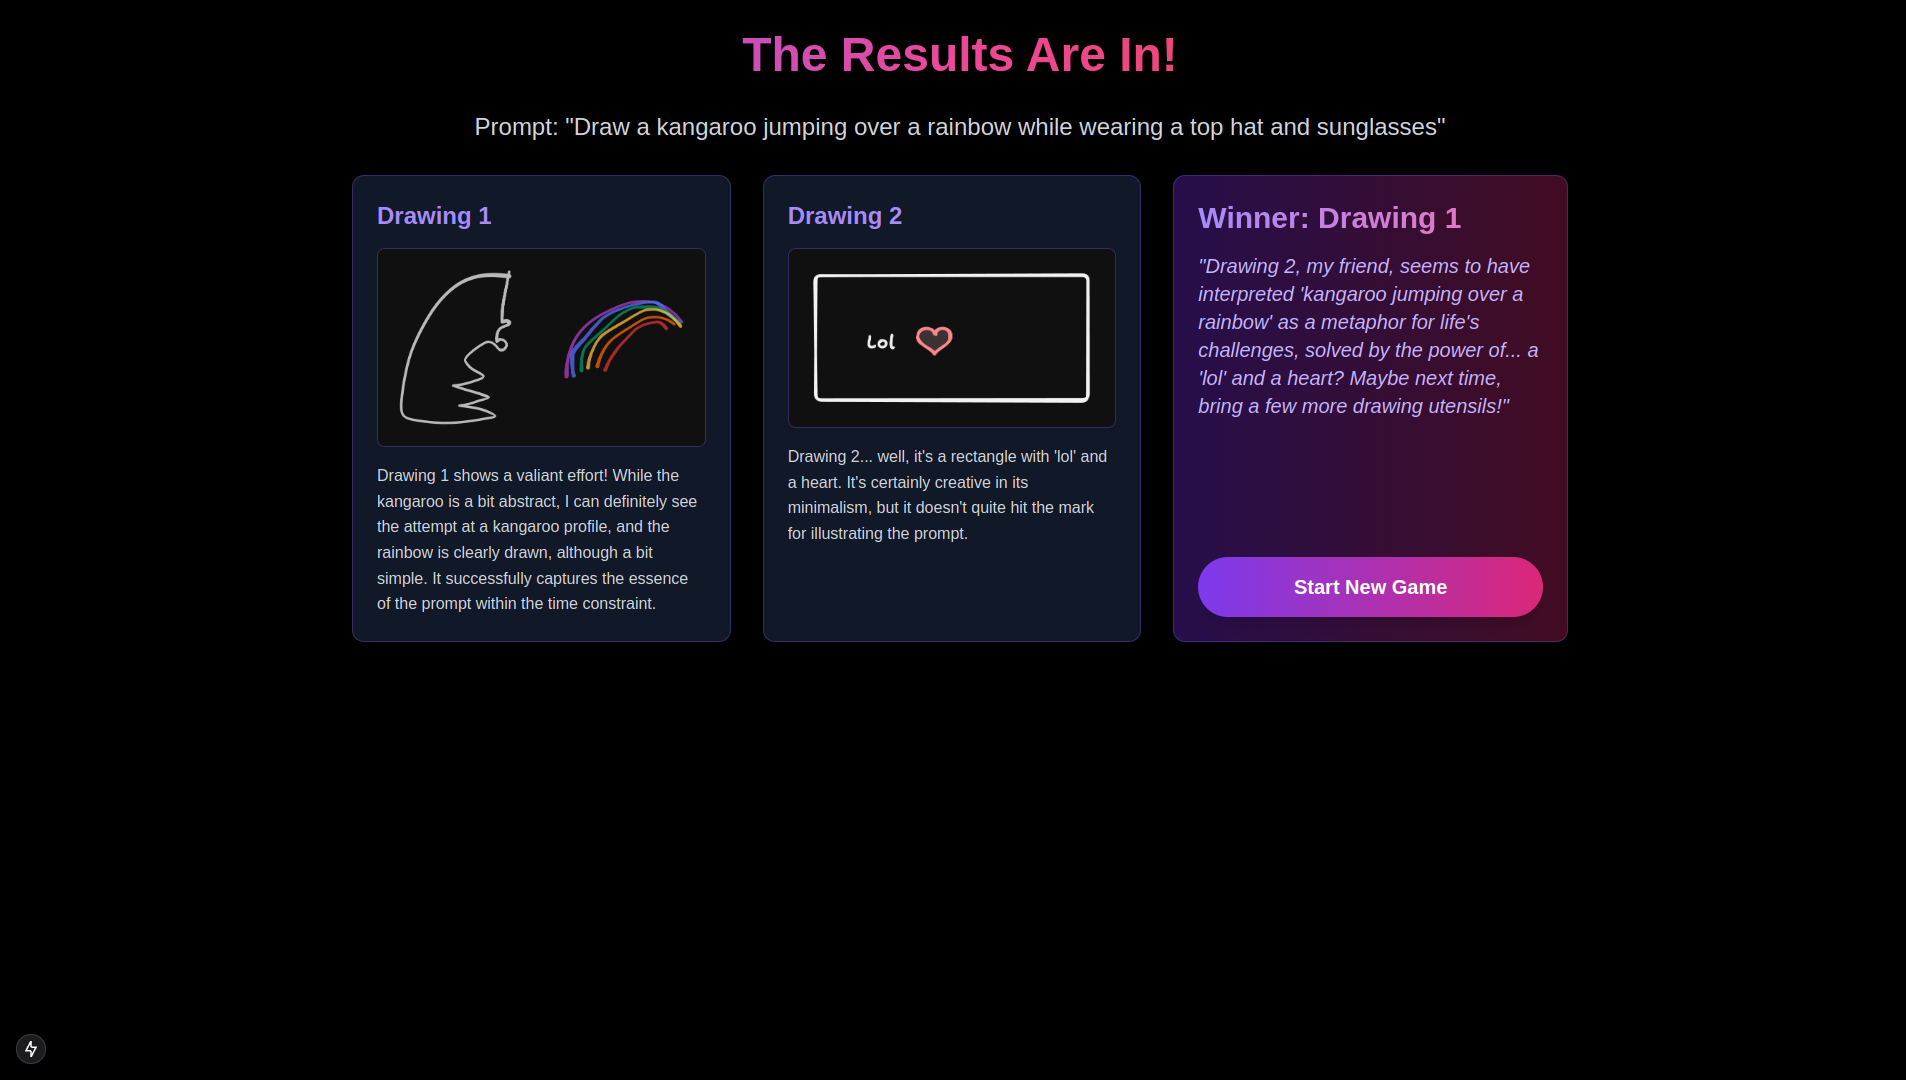 The Results Are In!
Prompt: "Draw a kangaroo jumping over a rainbow while wearing a top hat and sunglasses"
Drawing 1
Drawing 1 shows a valiant effort! While the
kangaroo is a bit abstract, I can definitely see
the attempt at a kangaroo profile, and the
rainbow is clearly drawn, although a bit
simple. It successfully captures the essence
of the prompt within the time constraint.
Drawing 2
Lol
Drawing 2... well, it's a rectangle with 'lol' and
a heart. It's certainly creative in its
minimalism, but it doesn't quite hit the mark
for illustrating the prompt.
Winner: Drawing 1
"Drawing 2, my friend, seems to have
interpreted 'kangaroo jumping over a
rainbow' as a metaphor for life's
challenges, solved by the power of... a
'lol' and a heart? Maybe next time,
bring a few more drawing utensils!"
Start New Game